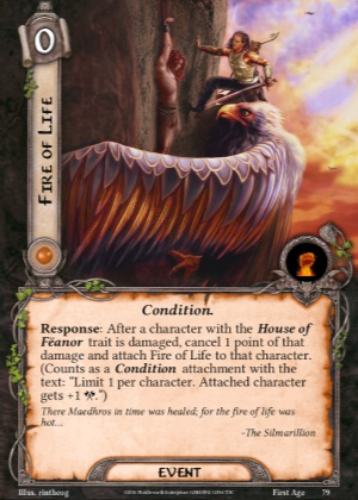 0
Fire of Life
Condition.
Response: After a character with the House of
Fëanor trait is damaged, cancel 1 point of that
damage and attach Fire of Life to that character.
(Counts as a Condition attachment with the
text: "Limit 1 per character. Attached character
gets +1 .")
There Maedhros in time was healed; for the fire of life was
hot...
-The Silmarillion
EVENT
Illus. rinthcog
First Age
79